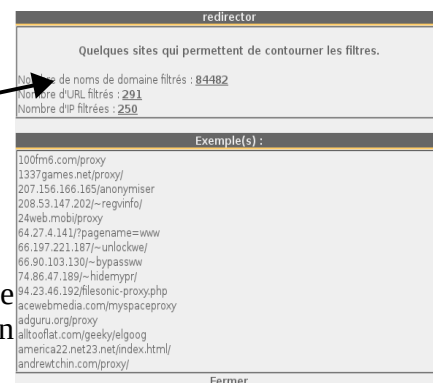 redirector
Quelques sites qui permettent de contourner les filtres.
de noms de domaine filtrés : 84482
Nombre d'URL filtrés : 291
Nombre d'IP filtrées : 250
Exemple(s) :
100fm6.com/proxy
1337games.net/proxy/
207.156.166.165/anonymiser
208.53.147.202/~regvinfo/
24web.mobi/proxy
64.27.4.141/?pagename=www
66.197.221.187/~unlockwe/
66.90.103.130/~bypassww
74.86.47.189/~hidemypr/
94.23.46.192/filesonic-proxy.php
acewebmedia.com/myspaceproxy
adguru.org/proxy
alltooflat.com/geeky/elgoog
america22.net23.net/index.html/
andrewtchin.com/proxy/
Fermer